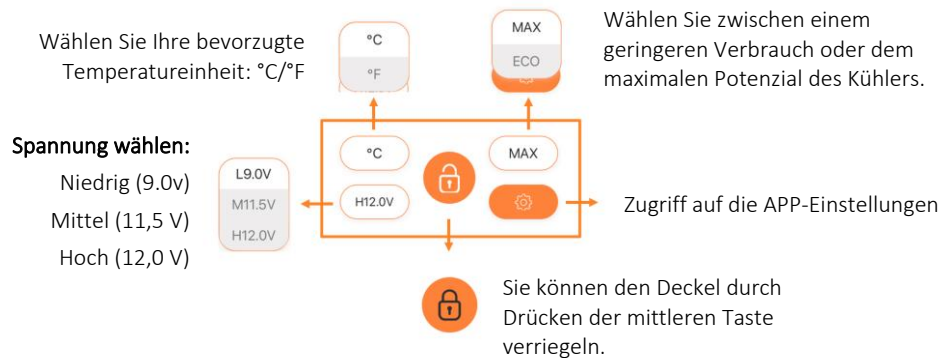 Wählen Sie Ihre bevorzugte
Temperatureinheit: °C/°F
°C
°F
MAX
ECO
Wählen Sie zwischen einem
geringeren Verbrauch oder dem
maximalen Potenzial des Kühlers.
Spannung wählen:
Niedrig (9.0v)
Mittel (11,5 V)
Hoch (12,0 V)
L9.0V
M11.5V
H12.0V
°C
MAX
H12.0V
Zugriff auf die APP-Einstellungen
Sie können den Deckel durch
Drücken der mittleren Taste
verriegeln.